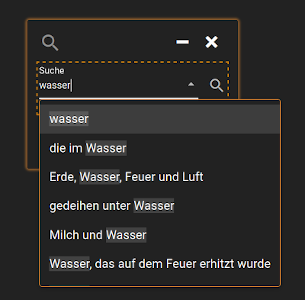 Suche
wasser
wasser
die im Wasser
Erde, Wasser, Feuer und Luft
gedeihen unter Wasser
Milch und Wasser
Wasser, das auf dem Feuer erhitzt wurde